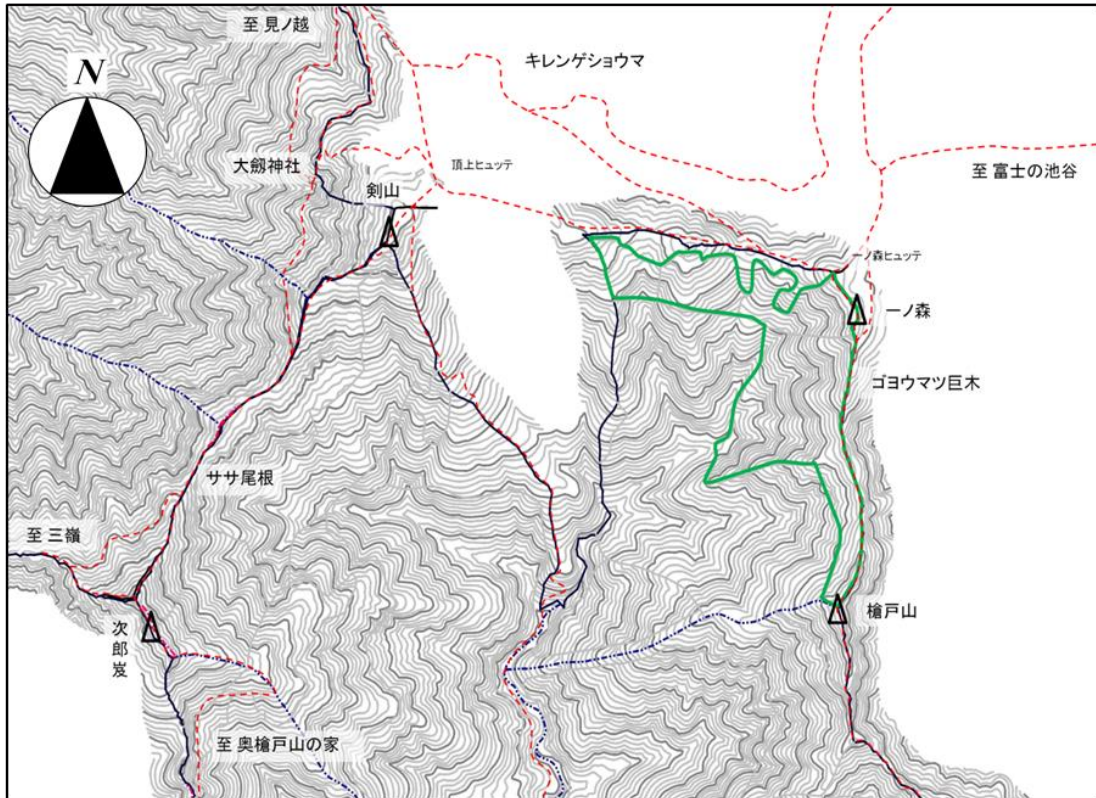 至 見ノ越
キレンゲショウマ
N
大劔神社
頂上ヒュッテ
至 富士の池谷
剣山
一ノ森ヒュッテ
一ノ森
ゴヨウマツ巨木
ササ尾根
至 三嶺
槍戸山
次郎岌
至 奥槍戸山の家